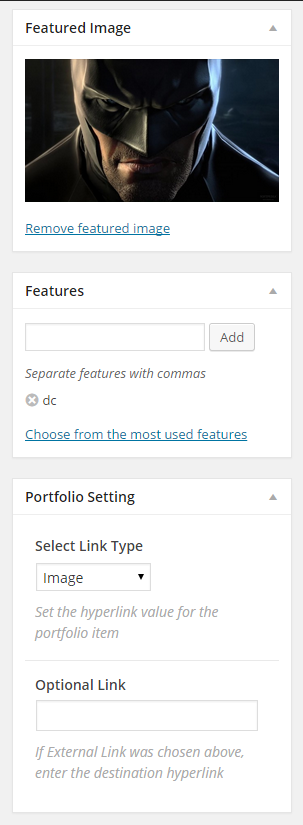 Featured Image
Remove featured image
Features
Add
Separate features with commas
dc
Choose from the most used features
Portfolio Setting
Select Link Type
Image
Set the hyperlink value for the
portfolio item
Optional Link
If External Link was chosen above,
enter the destination hyperlink